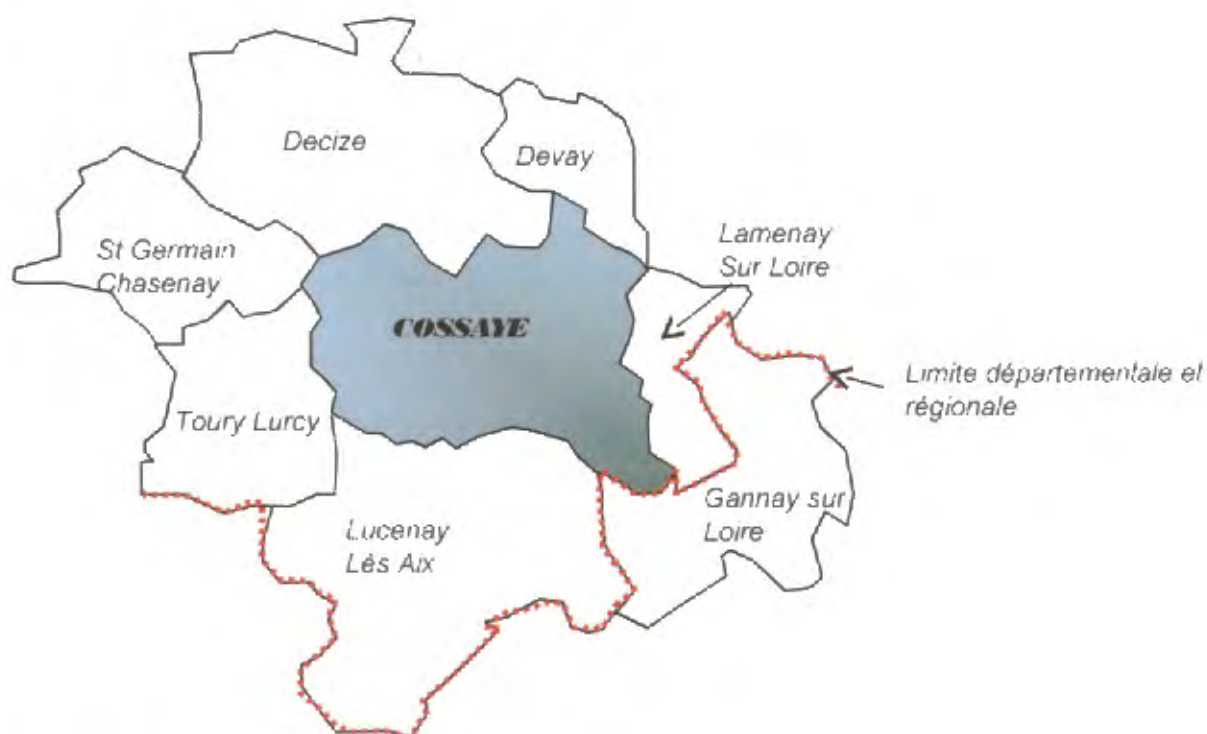 Decize
Devay
St Germain
Chasenay
Lamenay
Sur Loire
COSSAYE
Limite départementale et
régionale
Toury Lurcy
Gannay sur
Loire
Lucenay
Lès Aix